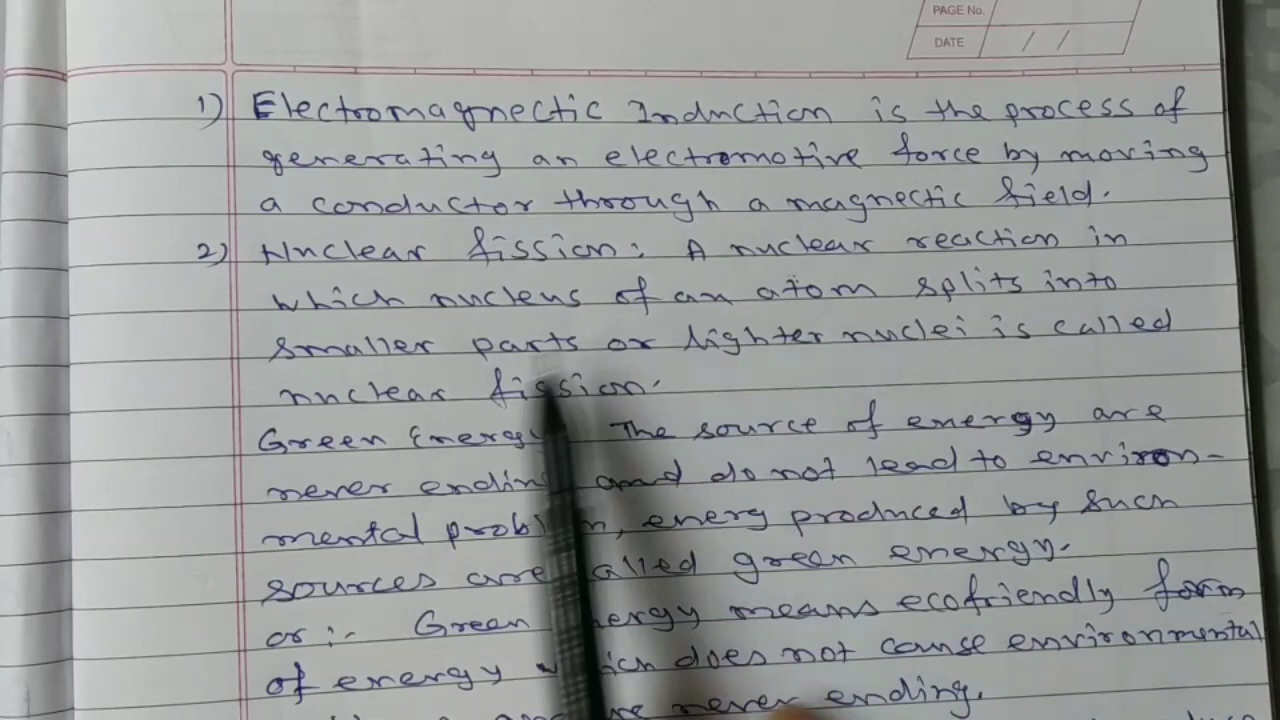 PAGE No.
DATE / /
1) Electromagnectic Induction is the process of
generating an electromotive force by moving
a conductor through a magnectic field.
2) Nuclear fission: A nuclear reaction in
which nucleus of an atom splits into
smaller parts or lighter nuclei is called
nuclear fission.
Green Energy The source of energy are
never ending and do not lead to environ-
mental problem, energy produced by such
sources are called green energy.
or :- Green energy means ecofriendly form
of energy which does not cause environmental
never ending.